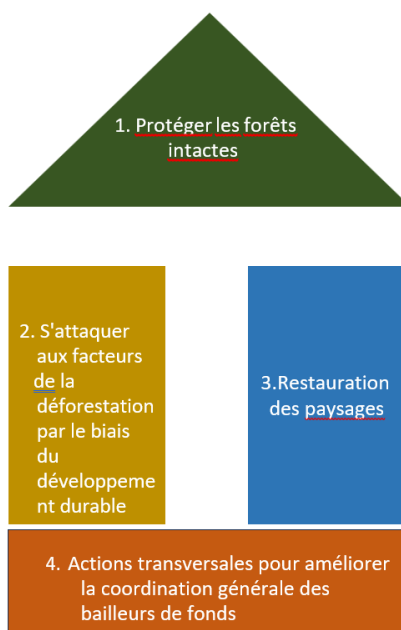 1. Protéger les forêts
intactes
2. S'attaquer
aux facteurs
de la
déforestation
par le biais
du
développeme
nt durable
3.Restauration
des paysages
4. Actions transversales pour améliorer
la coordination générale des
bailleurs de fonds